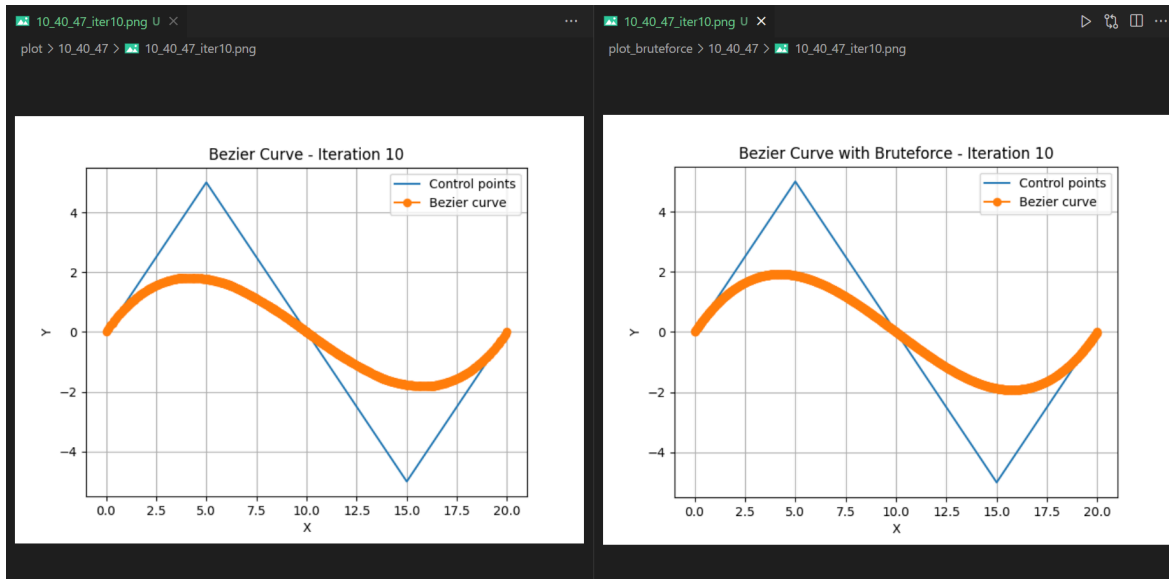 10_40_47_iter10.png U
plot > 10_40_47 > 10_40_47_iter10.png
Bezier Curve - Iteration 10
Control points
Bezier curve
4
2
0
−2
−4
Y
0.0 2.5 5.0 7.5 10.0 12.5 15.0 17.5 20.0
X
10_40_47_iter10.png U
plot_bruteforce > 10_40_47 > 10_40_47_iter10.png
Bezier Curve with Bruteforce - Iteration 10
Control points
Bezier curve
4
2
0
−2
−4
Y
0.0 2.5 5.0 7.5 10.0 12.5 15.0 17.5 20.0
X